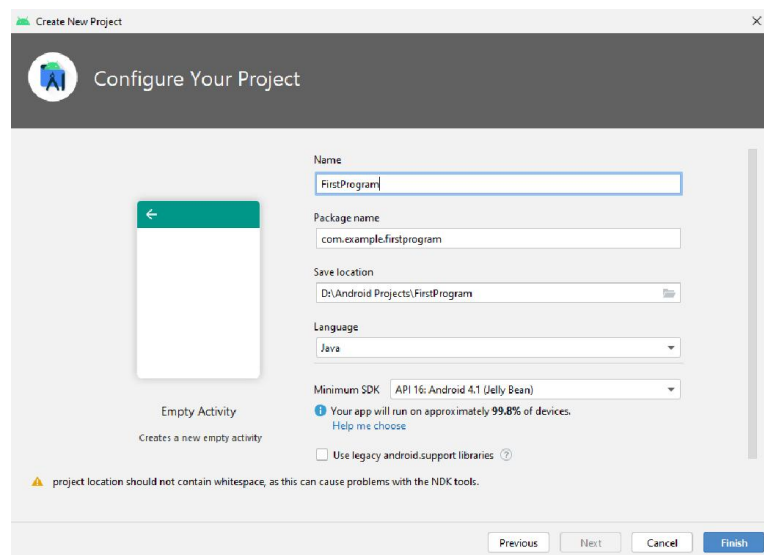 Create New Project
Configure Your Project
Name
FirstProgram
Package name
com.example.firstprogram
Save location
D:\Android Projects\FirstProgram
Language
Java
Minimum SDK API 16: Android 4.1 (Jelly Bean)
Your app will run on approximately 99.8% of devices.
Help me choose
Use legacy android.support libraries ?
Empty Activity
Creates a new empty activity
project location should not contain whitespace, as this can cause problems with the NDK tools.
Previous Next Cancel Finish